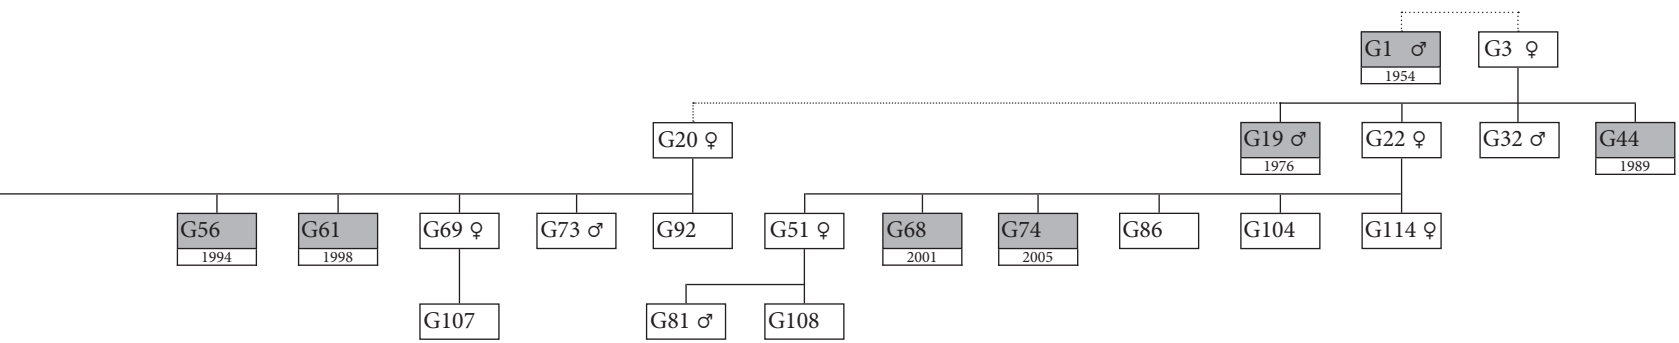 G1 ♂ G3 ♀
1954
G20 ♀ G19 ♂ G22 ♀ G32 ♂ G44
1976 1989
G56 G61 G69 ♀ G73 ♂ G92 G51 ♀ G68 G74 G86 G104 G114 ♀
1994 1998 2001 2005
G107 G81 ♂ G108